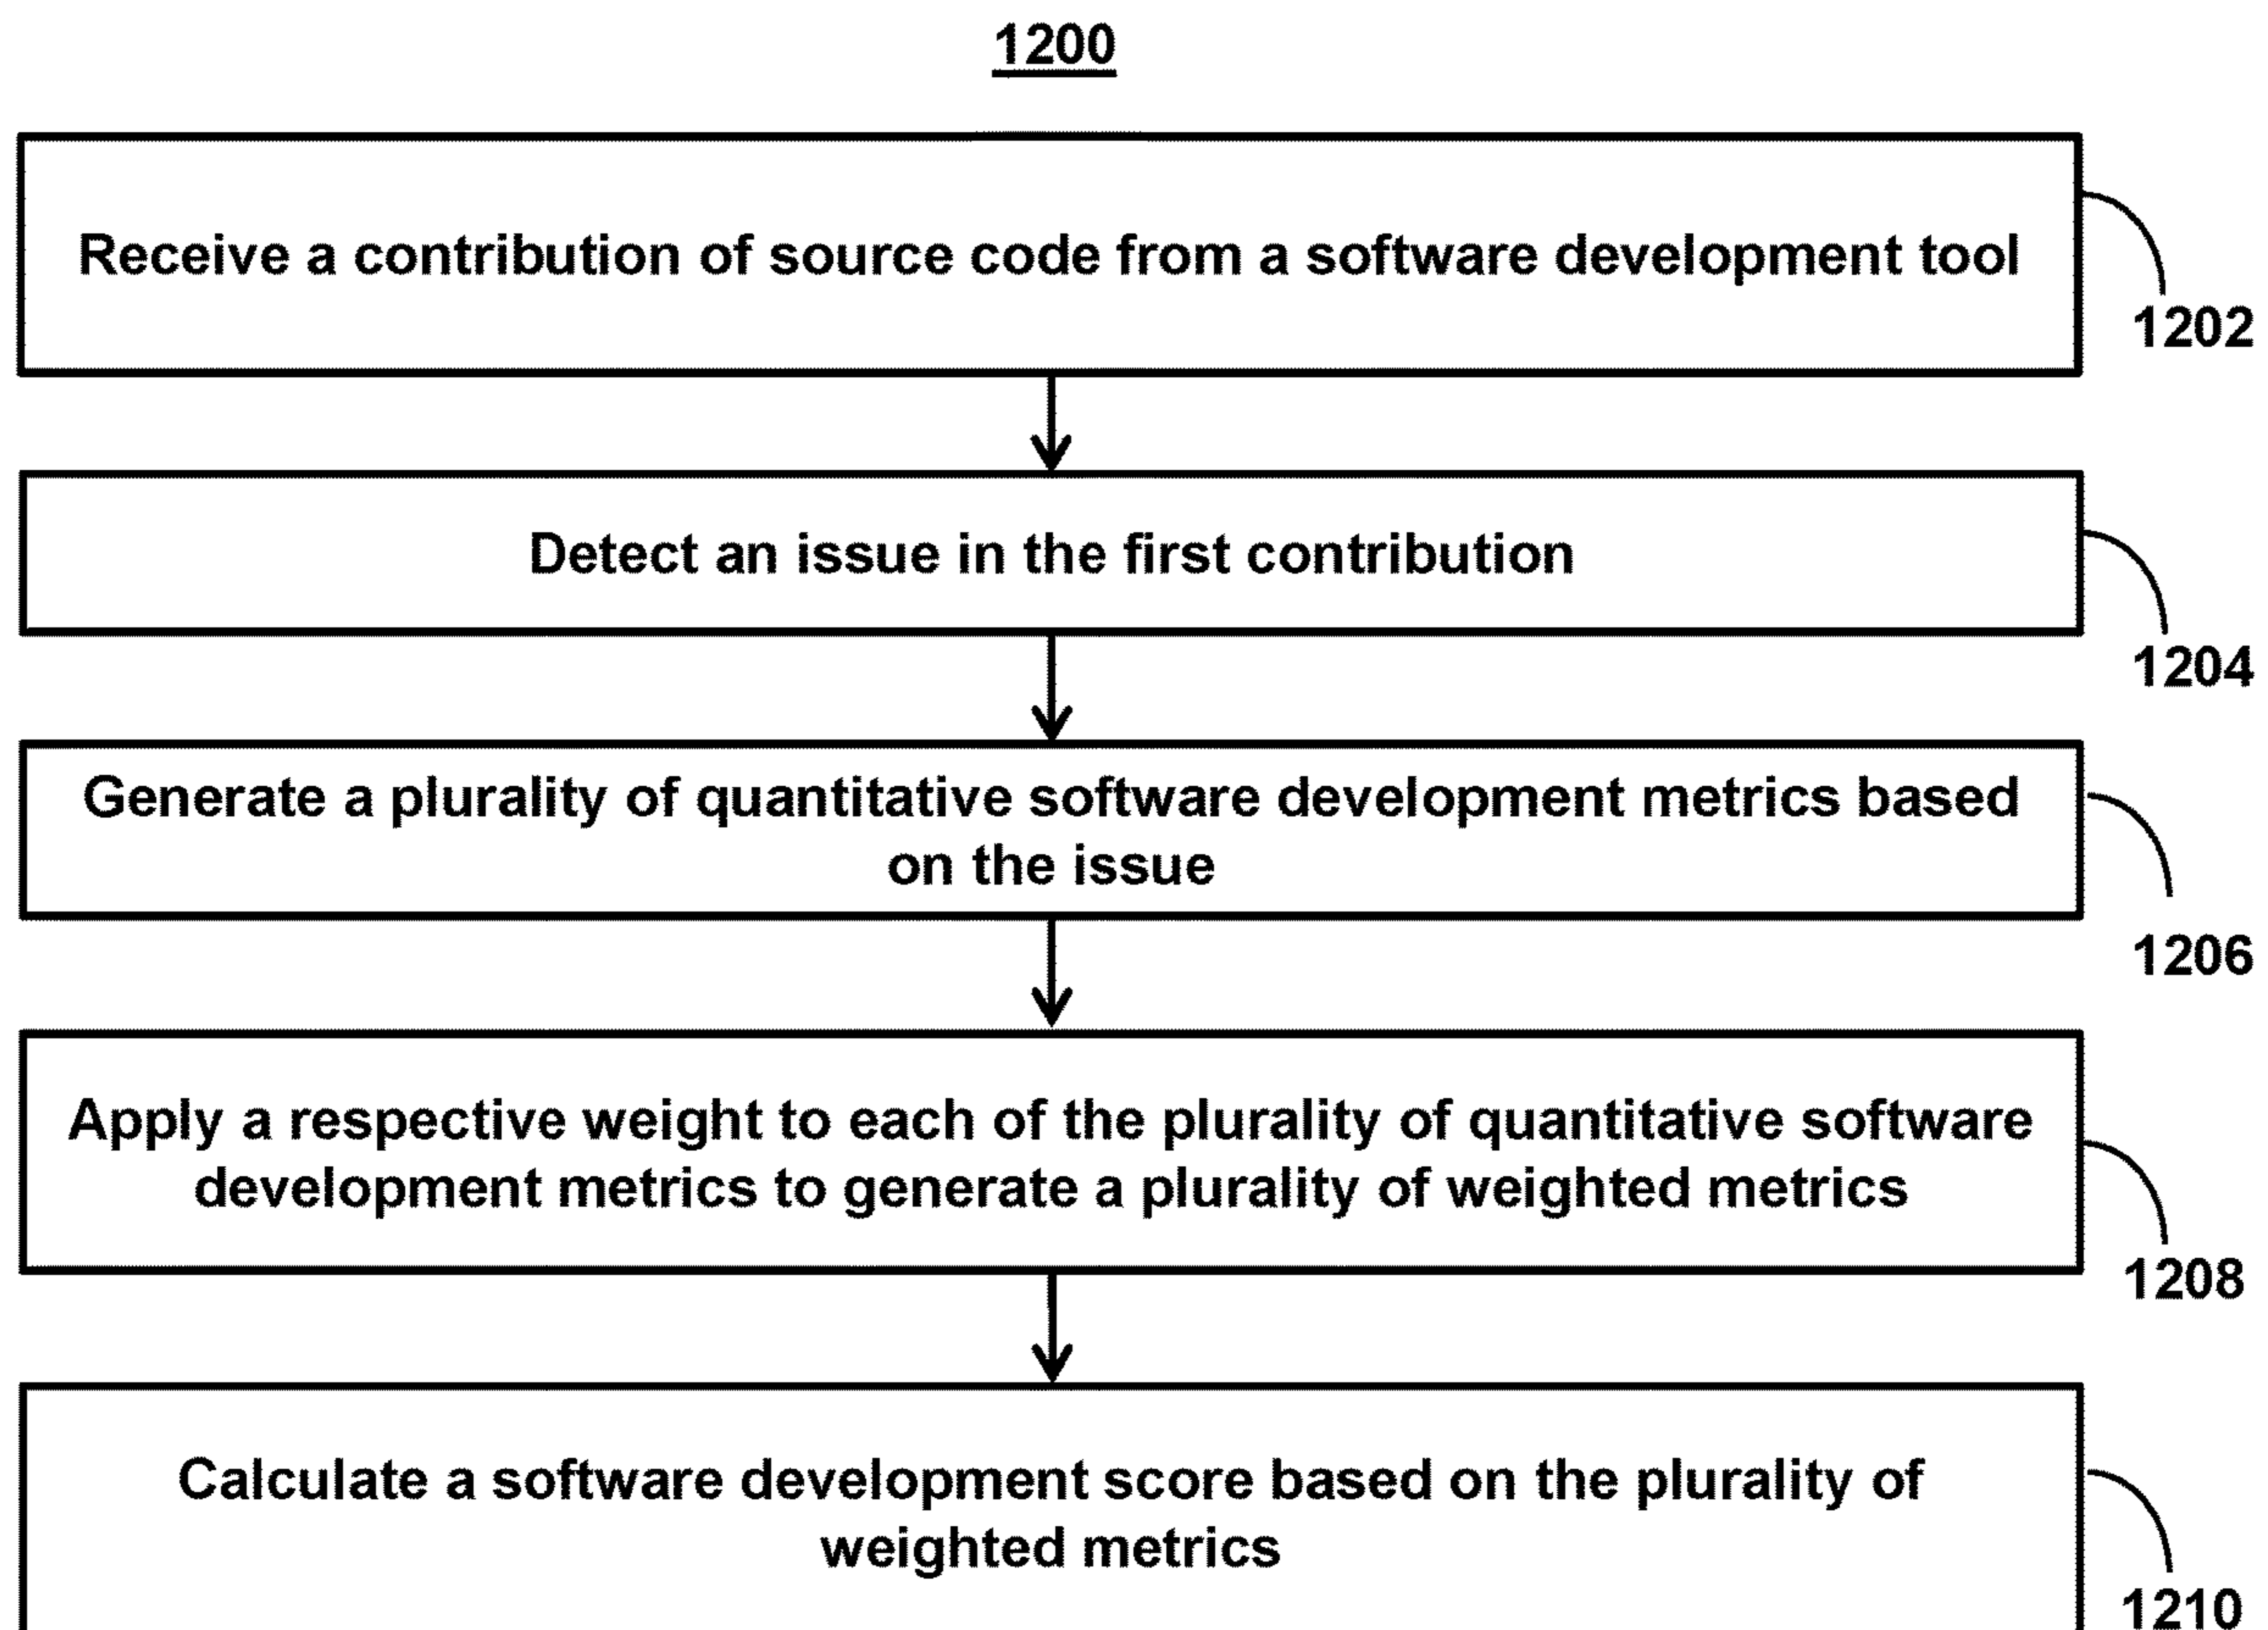 1200
Receive a contribution of source code from a software development tool
1202
Detect an issue in the first contribution
1204
Generate a plurality of quantitative software development metrics based
on the issue
1206
Apply a respective weight to each of the plurality of quantitative software
development metrics to generate a plurality of weighted metrics
1208
Calculate a software development score based on the plurality of
weighted metrics
1210